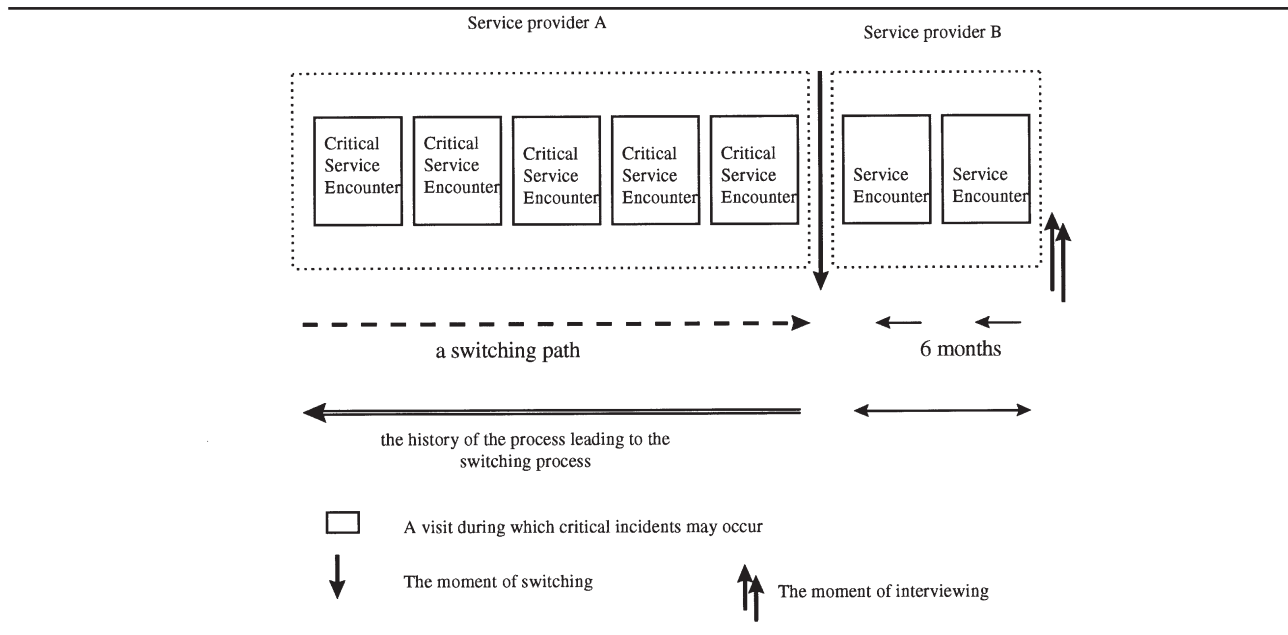 Service provider A
Service provider B
Critical
Service
Encounter
Critical
Service
Encounter
Critical
Service
Encounter
Critical
Service
Encounter
Critical
Service
Encounter
Service
Encounter
Service
Encounter
a switching path
6 months
the history of the process leading to the
switching process
A visit during which critical incidents may occur
The moment of switching
The moment of interviewing